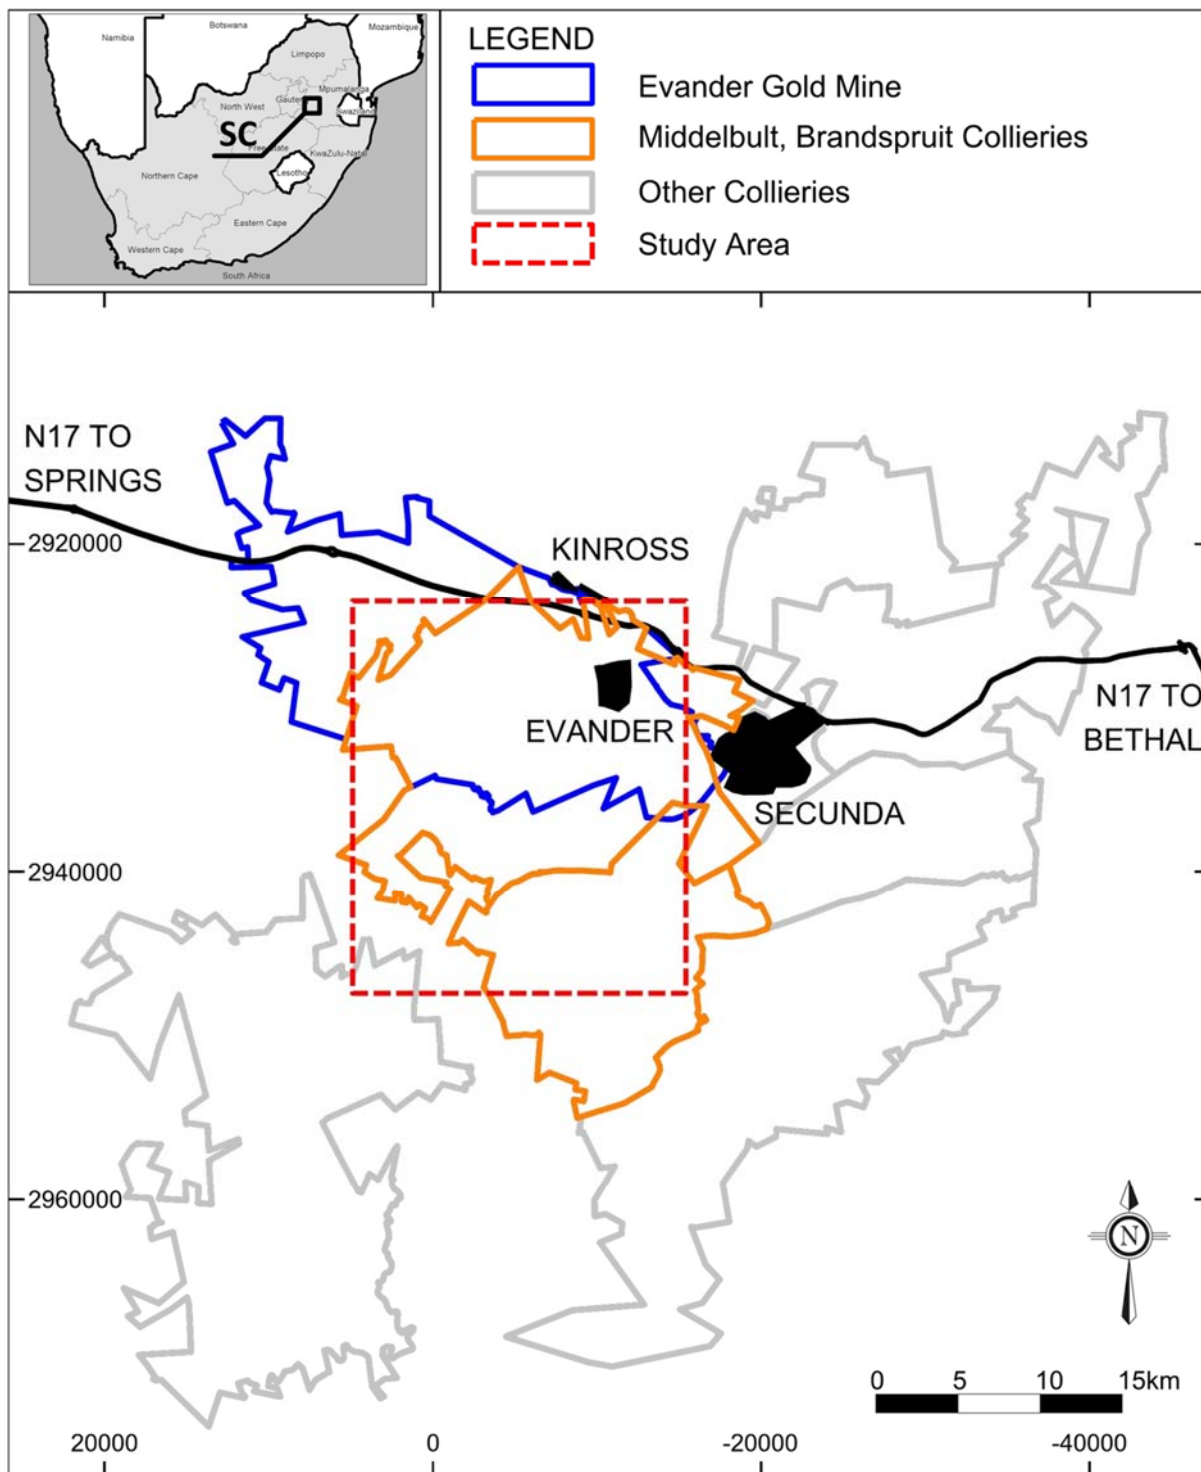 Namibia
Botswana
Mozambique
Limpopo
Mpumalanga
North West
Gauteng
Swaziland
SC
Free State
KwaZulu-Natal
Northern Cape
Lesotho
Eastern Cape
Western Cape
South Africa
LEGEND
Evander Gold Mine
Middelbult, Brandspruit Collieries
Other Collieries
Study Area
N17 TO
SPRINGS
2920000
KINROSS
N17 TO
BETHAL
EVANDER
SECUNDA
2940000
2960000
N
0 5 10 15km
20000 0 -20000 -40000